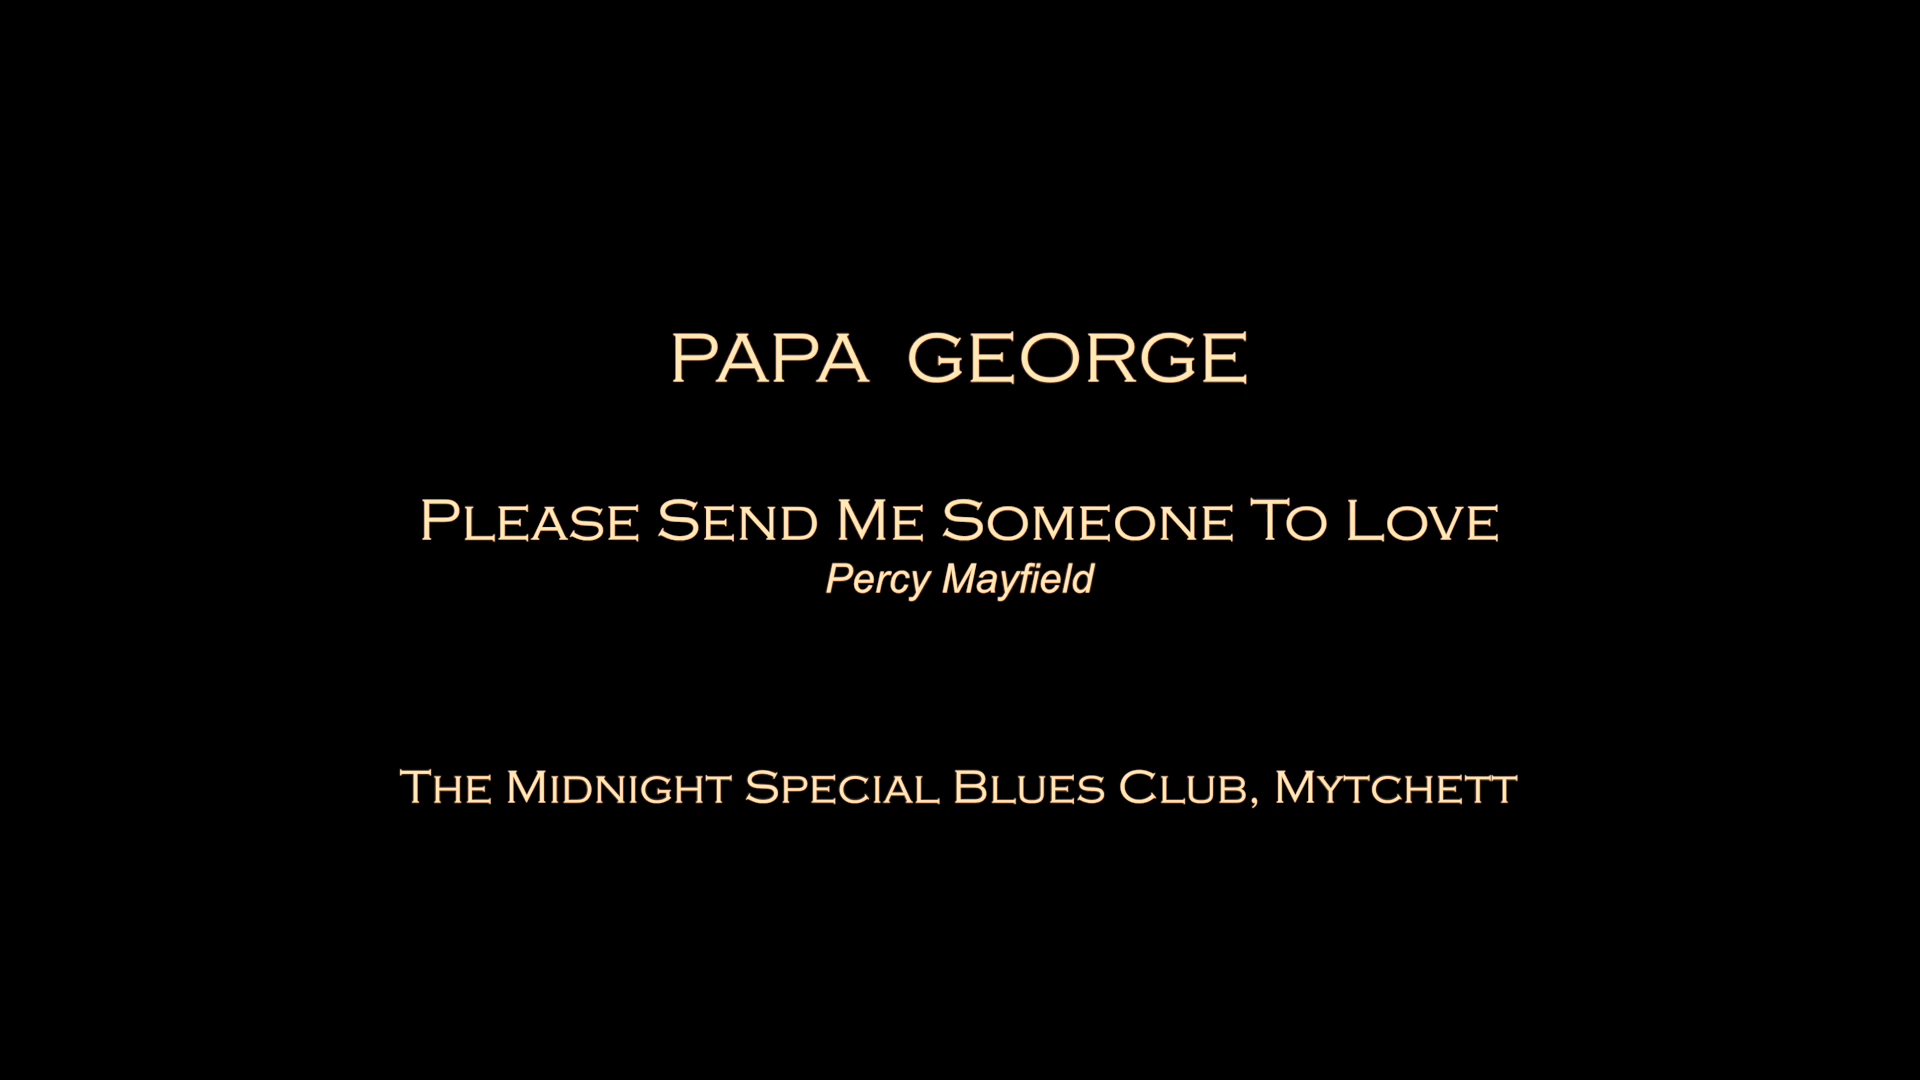 PAPA GEORGE
PLEASE SEND ME SOMEONE TO LOVE
Percy Mayfield
THE MIDNIGHT SPECIAL BLUES CLUB, MYTCHETT